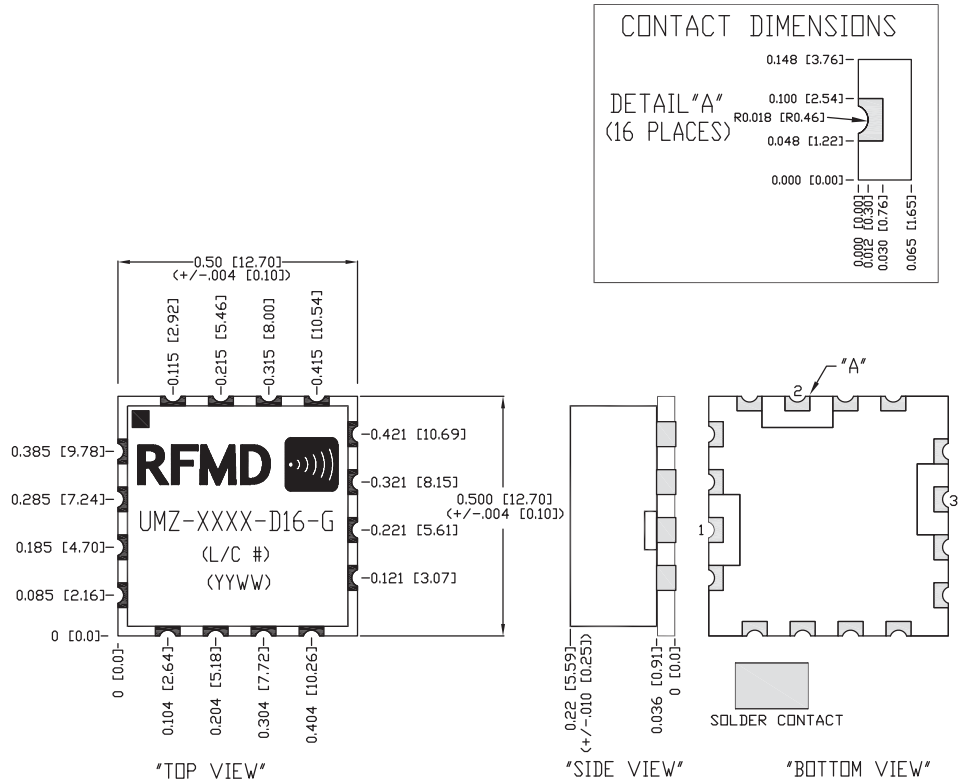 CONTACT DIMENSIONS
0.148 [3.76]
DETAIL"A"
(16 PLACES)
0.100 [2.54]
R0.018 [R0.46]
0.048 [1.22]
0.000 [0.00]
0.000 [0.00]
0.012 [0.30]
0.030 [0.76]
0.065 [1.65]
0.50 [12.70]
(+/-.004 [0.10])
0.115 [2.92]
0.215 [5.46]
0.315 [8.00]
0.415 [10.54]
0.385 [9.78]
0.285 [7.24]
0.185 [4.70]
0.085 [2.16]
0 [0.0]
RFMD
UMZ-XXXX-D16-G
(L/C #)
(YYWW)
0.421 [10.69]
0.321 [8.15]
0.221 [5.61]
0.121 [3.07]
0.500 [12.70]
(+/-.004 [0.10])
0 [0.0]
0.104 [2.64]
0.204 [5.18]
0.304 [7.72]
0.404 [10.26]
"TOP VIEW"
0.22 [5.59]
(+/-.010 [0.25])
0.036 [0.91]
0 [0.0]
"SIDE VIEW"
"A"
2
1
3
SOLDER CONTACT
"BOTTOM VIEW"